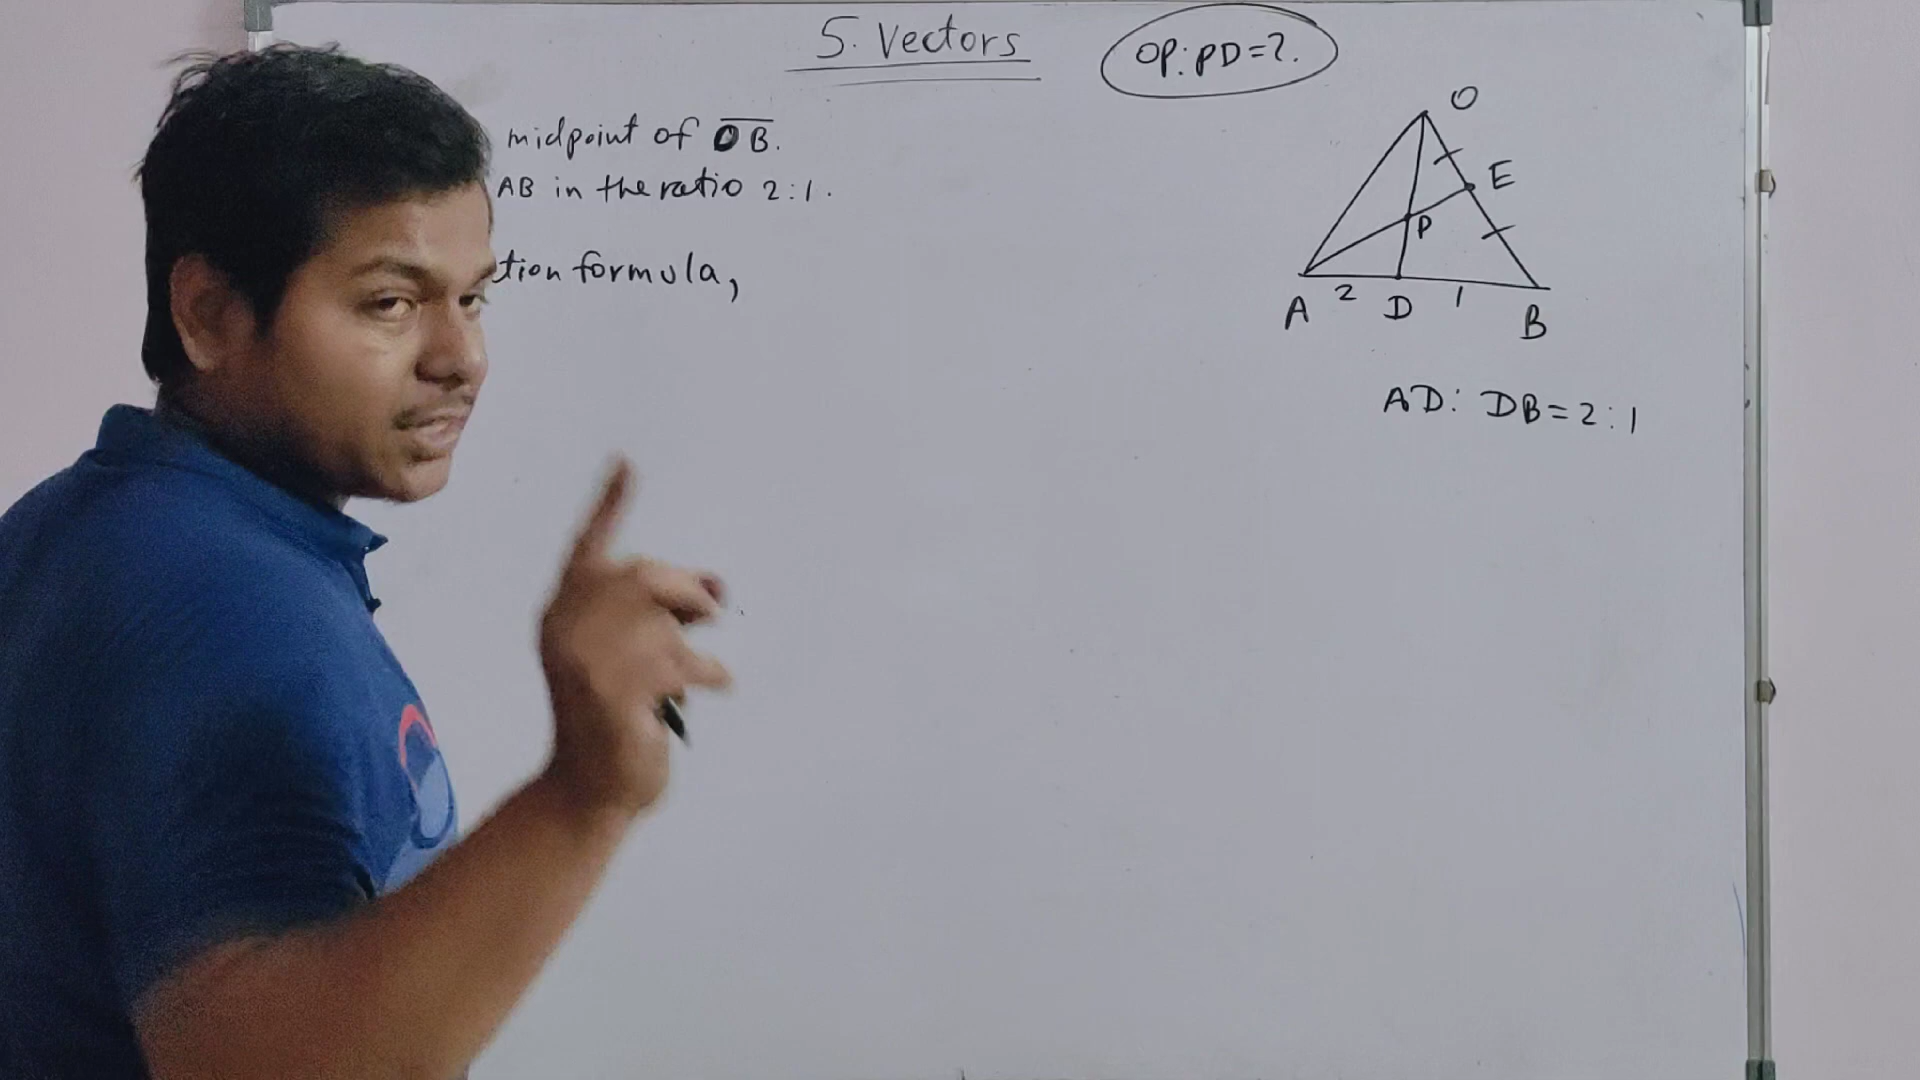 5. Vectors
OP:PD=?.
midpoint of OB.
AB in the ratio 2:1.
tion formula,
O
E
P
A 2 D 1 B
AD: DB=2:1